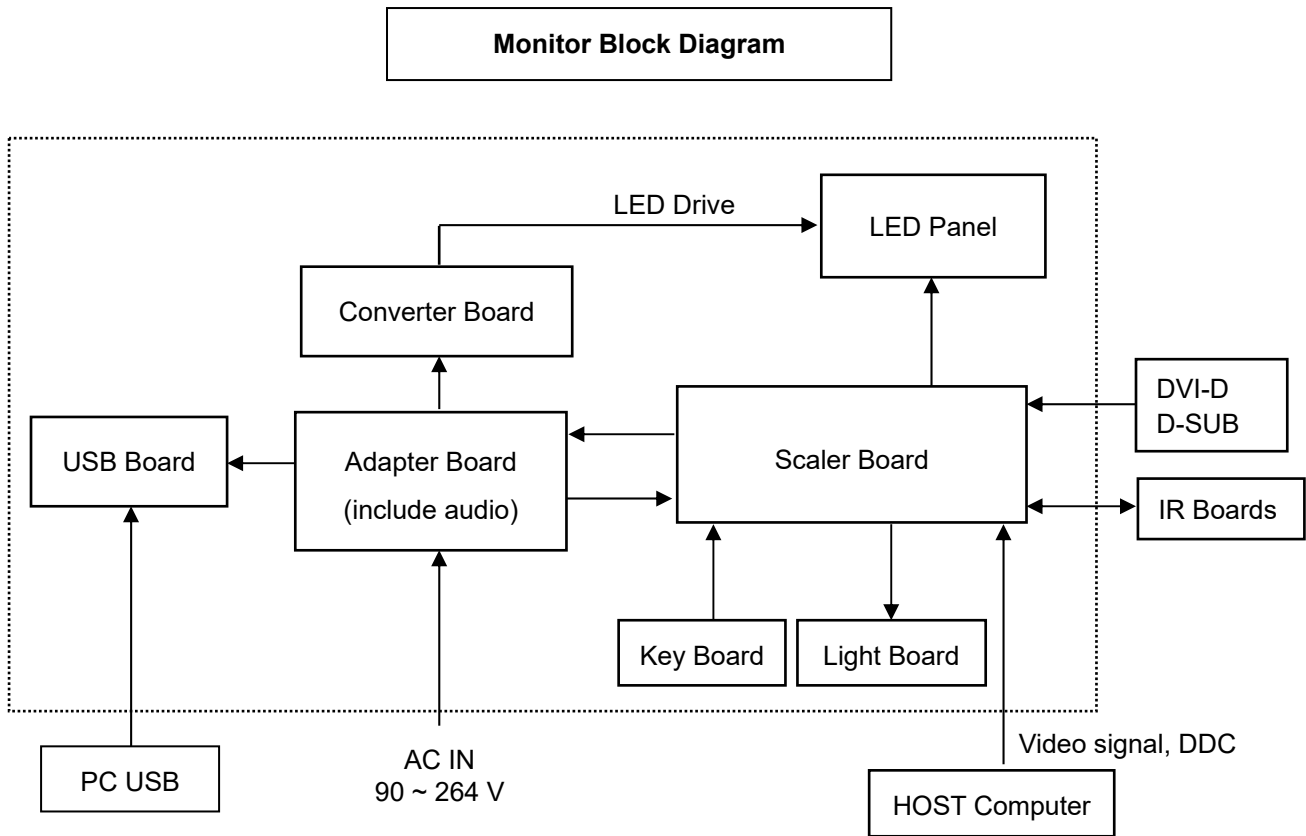 Monitor Block Diagram
LED Drive
LED Panel
Converter Board
DVI-D
D-SUB
USB Board
Adapter Board
(include audio)
Scaler Board
IR Boards
Key Board
Light Board
Video signal, DDC
PC USB
AC IN
90 ~ 264 V
HOST Computer